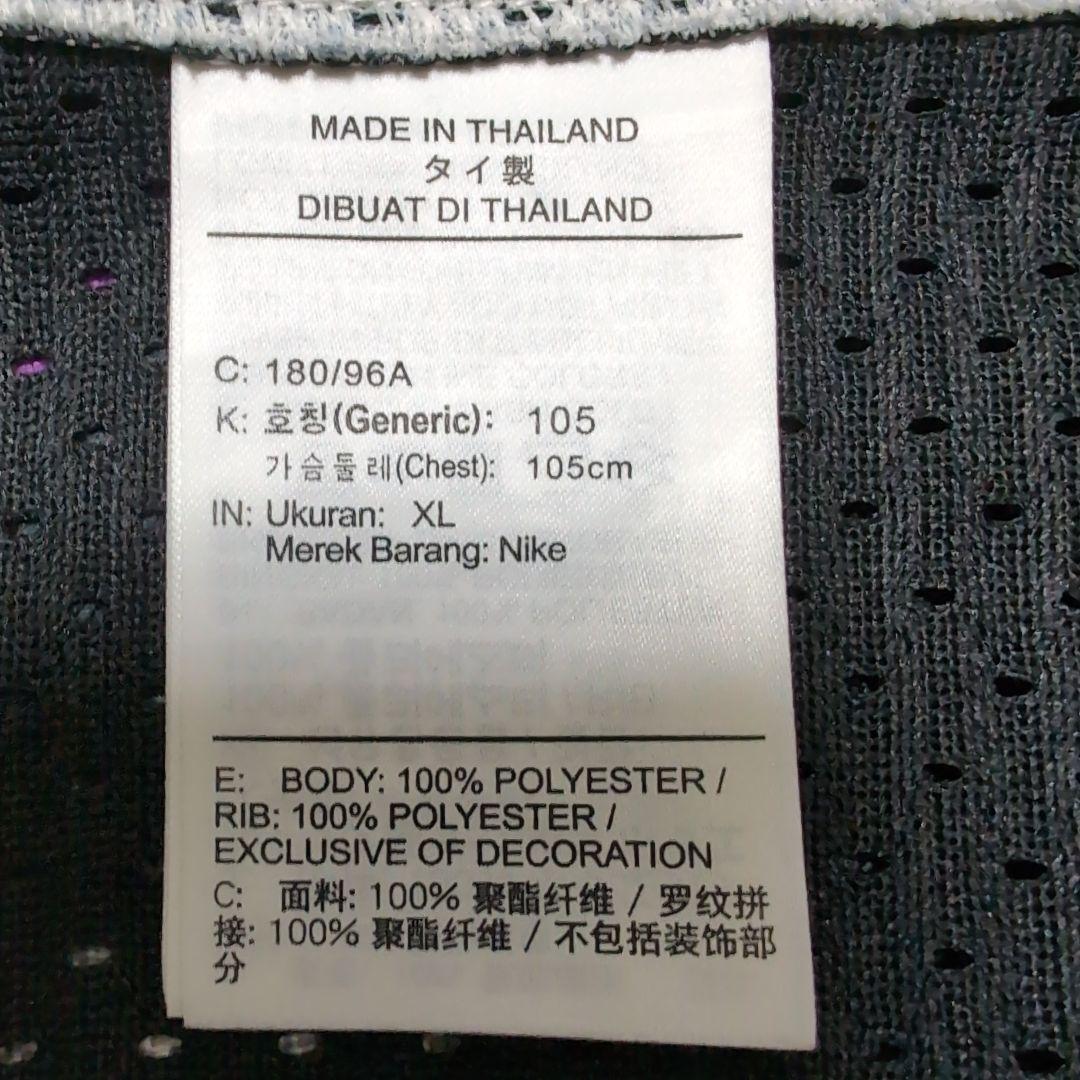 MADE IN THAILAND
タイ製
DIBUAT DI THAILAND
C: 180/96A
K: 호칭(Generic): 105
가슴둘레(Chest): 105cm
IN: Ukuran: XL
Merek Barang: Nike
E: BODY: 100% POLYESTER /
RIB: 100% POLYESTER /
EXCLUSIVE OF DECORATION
C: 面料: 100% 聚酯纤维 / 罗纹拼
接: 100% 聚酯纤维 / 不包括装饰部
分